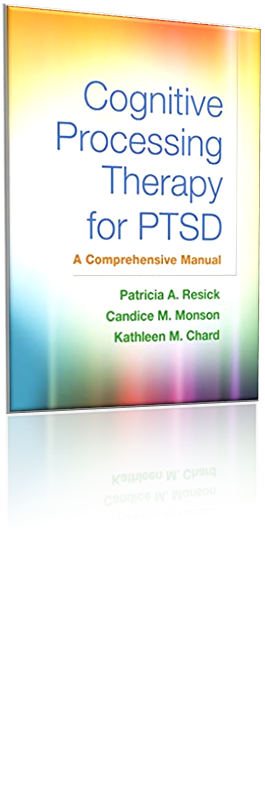 Cognitive
Processing
Therapy
for PTSD
A Comprehensive Manual
Patricia A. Resick
Candice M. Monson
Kathleen M. Chard